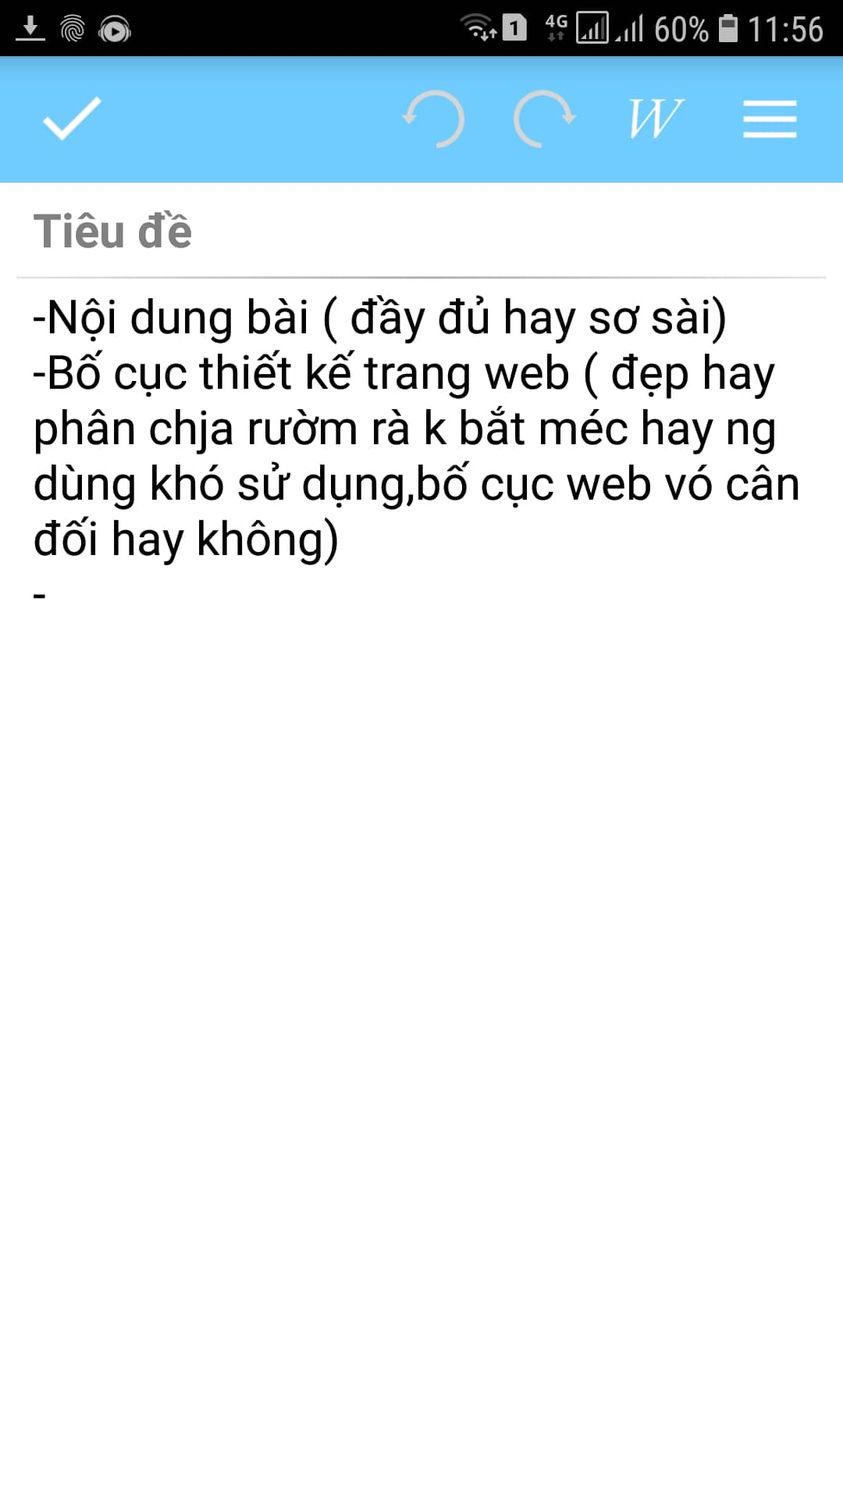 1 4G 60% 11:56
W
Tiêu đề
-Nội dung bài ( đầy đủ hay sơ sài)
-Bố cục thiết kế trang web ( đẹp hay
phân chja rườm rà k bắt méc hay ng
dùng khó sử dụng,bố cục web vó cân
đối hay không)
-